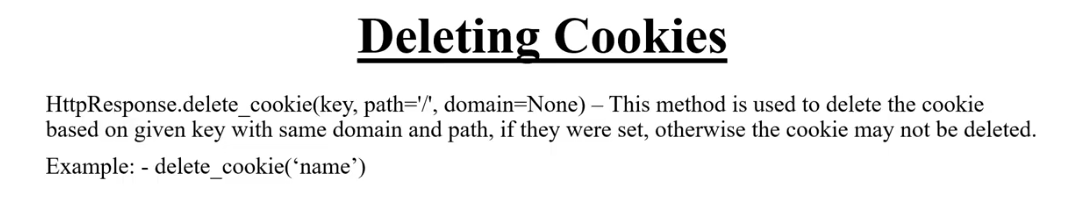 Deleting Cookies
HttpResponse.delete_cookie(key, path='/', domain=None) – This method is used to delete the cookie
based on given key with same domain and path, if they were set, otherwise the cookie may not be deleted.
Example: - delete_cookie(‘name’)